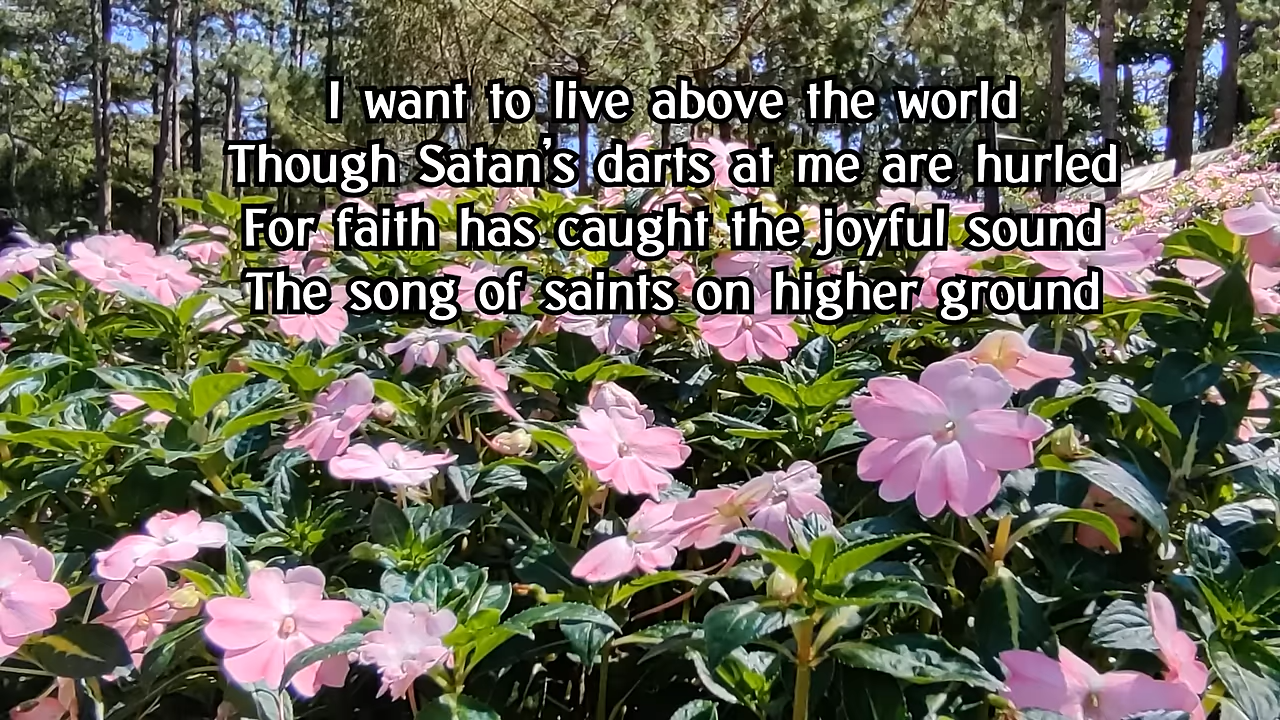 I want to live above the world
Though Satan's darts at me are hurled
For faith has caught the joyful sound
The song of saints on higher ground